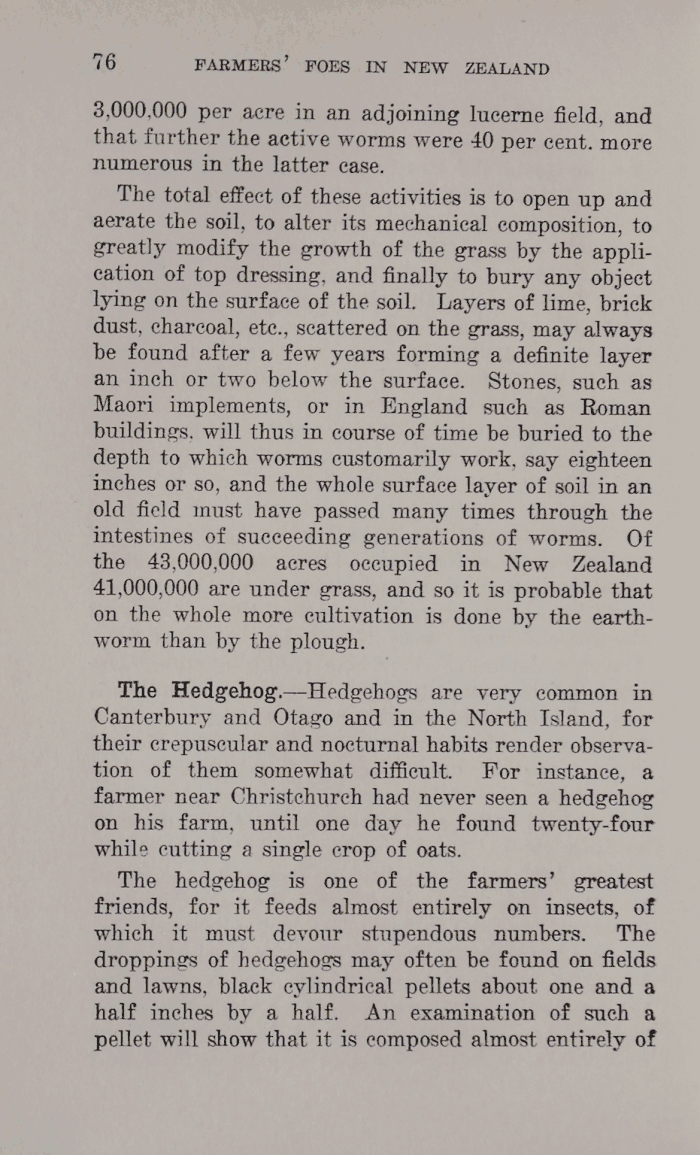 76 FARMERS' FOES IN NEW ZEALAND
3,000,000 per acre in an adjoining lucerne field, and
that further the active worms were 40 per cent. more
numerous in the latter case.
The total effect of these activities is to open up and
aerate the soil, to alter its mechanical composition, to
greatly modify the growth of the grass by the appli-
cation of top dressing, and finally to bury any object
lying on the surface of the soil. Layers of lime, brick
dust, charcoal, etc., scattered on the grass, may always
be found after a few years forming a definite layer
an inch or two below the surface. Stones, such as
Maori implements, or in England such as Roman
buildings, will thus in course of time be buried to the
depth to which worms customarily work, say eighteen
inches or so, and the whole surface layer of soil in an
old field must have passed many times through the
intestines of succeeding generations of worms. Of
the 43,000,000 acres occupied in New Zealand
41,000,000 are under grass, and so it is probable that
on the whole more cultivation is done by the earth-
worm than by the plough.
The Hedgehog.—Hedgehogs are very common in
Canterbury and Otago and in the North Island, for
their crepuscular and nocturnal habits render observa-
tion of them somewhat difficult. For instance, a
farmer near Christchurch had never seen a hedgehog
on his farm, until one day he found twenty-four
while cutting a single crop of oats.
The hedgehog is one of the farmers' greatest
friends, for it feeds almost entirely on insects, of
which it must devour stupendous numbers. The
droppings of hedgehogs may often be found on fields
and lawns, black cylindrical pellets about one and a
half inches by a half. An examination of such a
pellet will show that it is composed almost entirely of